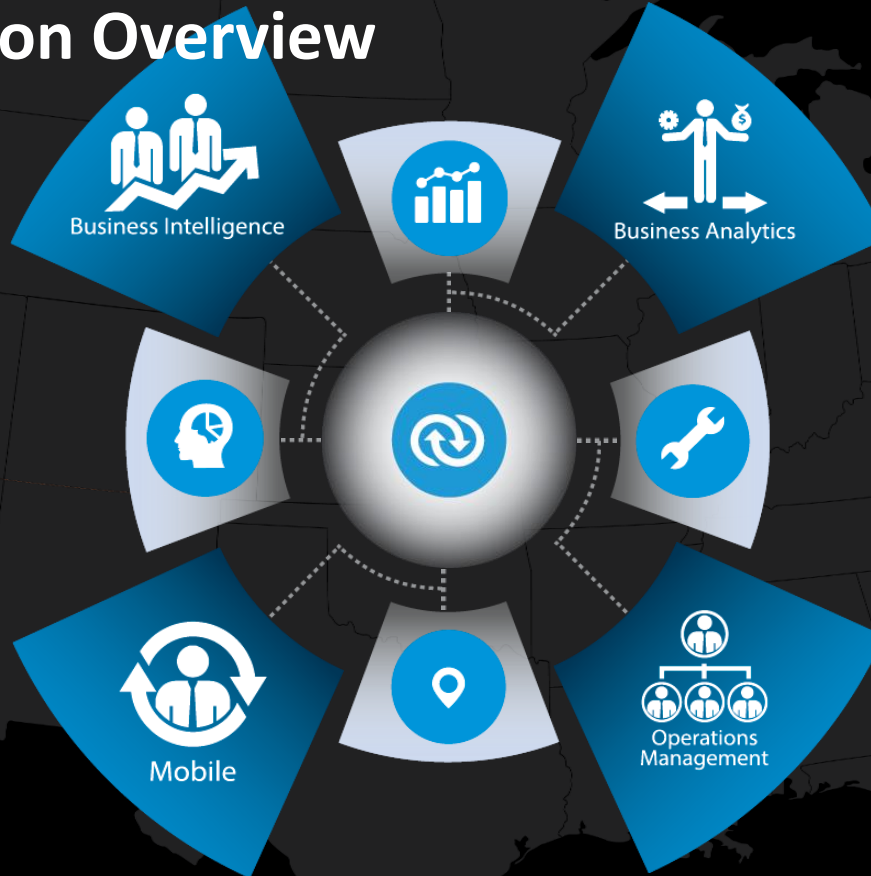 on Overview
Business Intelligence
Business Analytics
Mobile
Operations
Management